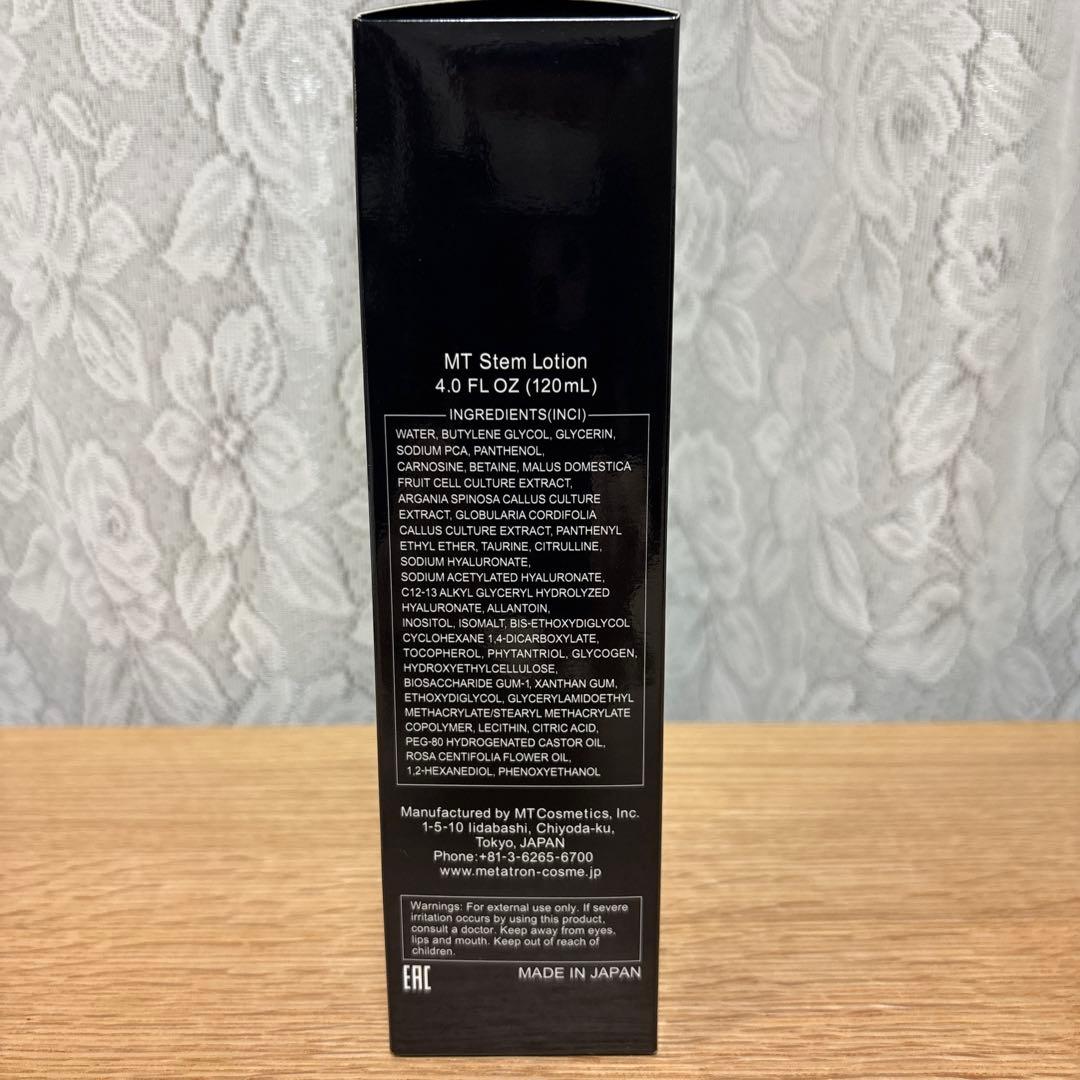 MT Stem Lotion
4.0 FL OZ (120mL)
INGREDIENTS(INCI)
WATER, BUTYLENE GLYCOL, GLYCERIN,
SODIUM PCA, PANTHENOL,
CARNOSINE, BETAINE, MALUS DOMESTICA
FRUIT CELL CULTURE EXTRACT,
ARGANIA SPINOSA CALLUS CULTURE
EXTRACT, GLOBULARIA CORDIFOLIA
CALLUS CULTURE EXTRACT, PANTHENYL
ETHYL ETHER, TAURINE, CITRULLINE,
SODIUM HYALURONATE,
SODIUM ACETYLATED HYALURONATE,
C12-13 ALKYL GLYCERYL HYDROLYZED
HYALURONATE, ALLANTOIN,
INOSITOL, ISOMALT, BIS-ETHOXYDIGLYCOL
CYCLOHEXANE 1,4-DICARBOXYLATE,
TOCOPHEROL, PHYTANTRIOL, GLYCOGEN,
HYDROXYETHYLCELLULOSE,
BIOSACCHARIDE GUM-1, XANTHAN GUM,
ETHOXYDIGLYCOL, GLYCERYLAMIDOETHYL
METHACRYLATE/STEARYL METHACRYLATE
COPOLYMER, LECITHIN, CITRIC ACID,
PEG-80 HYDROGENATED CASTOR OIL,
ROSA CENTIFOLIA FLOWER OIL,
1,2-HEXANEDIOL, PHENOXYETHANOL
Manufactured by MTCosmetics, Inc.
1-5-10 Iidabashi, Chiyoda-ku,
Tokyo, JAPAN
Phone:+81-3-6265-6700
www.metatron-cosme.jp
Warnings: For external use only. If severe
irritation occurs by using this product,
consult a doctor. Keep away from eyes,
lips and mouth. Keep out of reach of
children.
EAC
MADE IN JAPAN